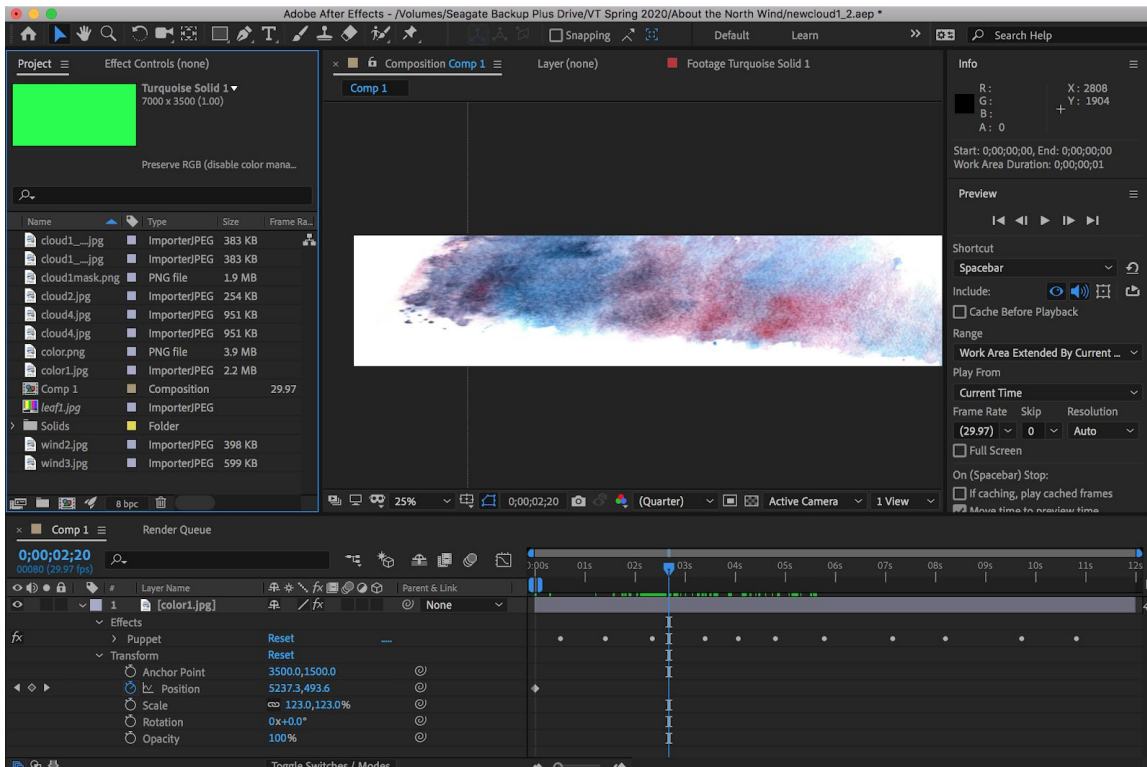 Adobe After Effects - /Volumes/Seagate Backup Plus Drive/VT Spring 2020/About the North Wind/newcloud1_2.aep *
Snapping Default Learn Search Help
Project Effect Controls (none)
Turquoise Solid 1
7000 x 3500 (1.00)
Preserve RGB (disable color mana...
Name Type Size Frame Ra...
cloud1_...jpg ImporterJPEG 383 KB
cloud1_...jpg ImporterJPEG 383 KB
cloud1mask.png PNG file 1.9 MB
cloud2.jpg ImporterJPEG 254 KB
cloud4.jpg ImporterJPEG 951 KB
cloud4.jpg ImporterJPEG 951 KB
color.png PNG file 3.9 MB
color1.jpg ImporterJPEG 2.2 MB
Comp 1 Composition 29.97
leaf1.jpg ImporterJPEG
Solids Folder
wind2.jpg ImporterJPEG 398 KB
wind3.jpg ImporterJPEG 599 KB
8 bpc
Composition Comp 1 Layer (none) Footage Turquoise Solid 1
Comp 1
25% 0;00;02;20 (Quarter) Active Camera 1 View
Info
R: X: 2808
G: Y: 1904
B:
A: 0
Start: 0;00;00;00, End: 0;00;00;00
Work Area Duration: 0;00;00;01
Preview
Shortcut
Spacebar
Include:
Cache Before Playback
Range
Work Area Extended By Current ...
Play From
Current Time
Frame Rate Skip Resolution
(29.97) 0 Auto
Full Screen
On (Spacebar) Stop:
If caching, play cached frames
Move time to preview time
Comp 1 Render Queue
0;00;02;20
00080 (29.97 fps)
01s 02s 03s 04s 05s 06s 07s 08s 09s 10s 11s 12s
# Layer Name Parent & Link
1 [color1.jpg] fx None
Effects
fx Puppet Reset ....
Transform Reset
Anchor Point 3500.0,1500.0
Position 5237.3,493.6
Scale 123.0,123.0%
Rotation 0x+0.0°
Opacity 100%
Toggle Switches / Modes